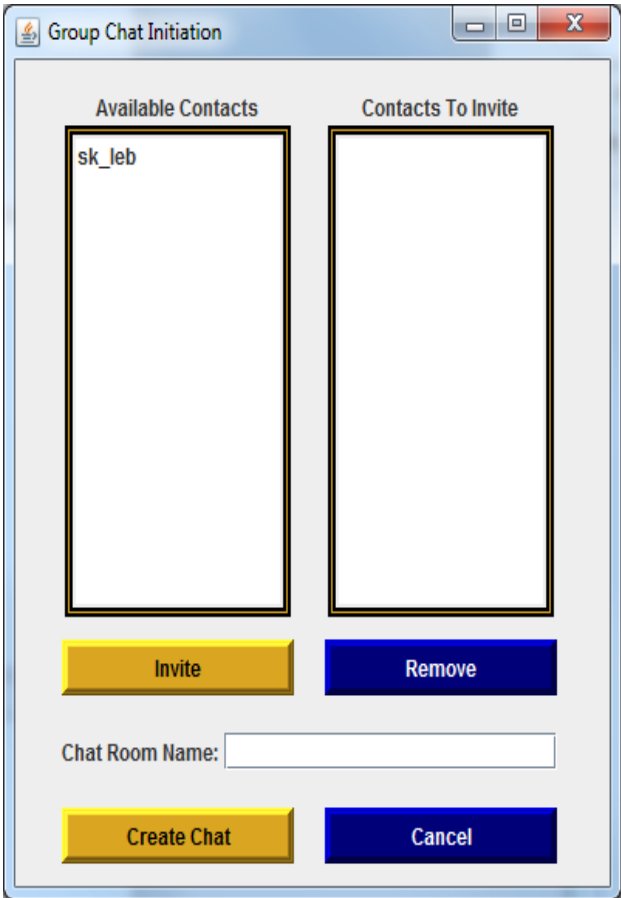 Group Chat Initiation
Available Contacts
Contacts To Invite
sk_leb
Invite
Remove
Chat Room Name:
Create Chat
Cancel